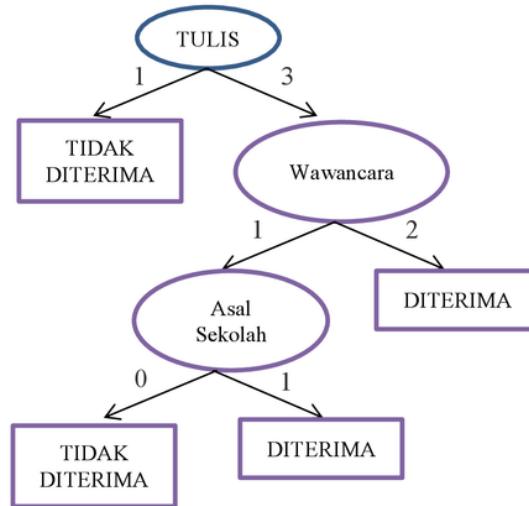 TULIS
1
3
TIDAK
DITERIMA
Wawancara
1
2
Asal
Sekolah
DITERIMA
0
1
TIDAK
DITERIMA
DITERIMA